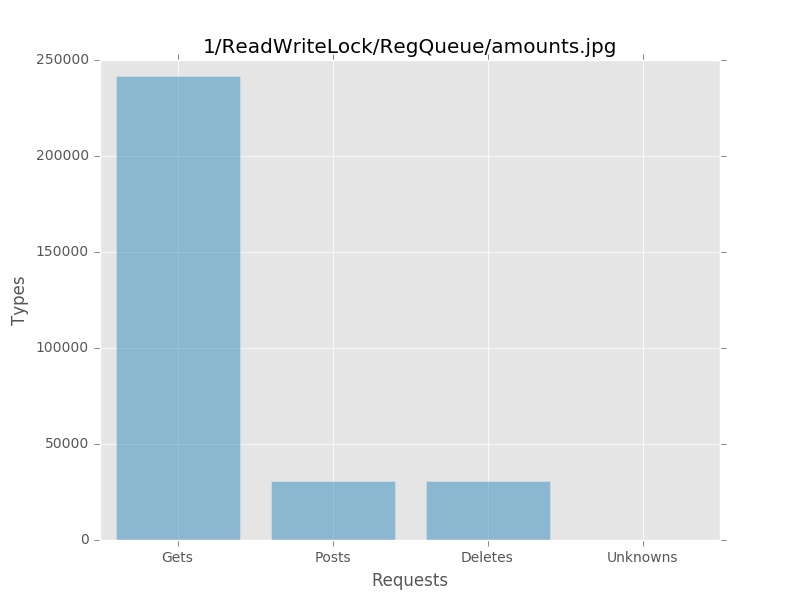 1/ReadWriteLock/RegQueue/amounts.jpg
250000
200000
150000
100000
50000
0
Types
Gets Posts Deletes Unknowns
Requests